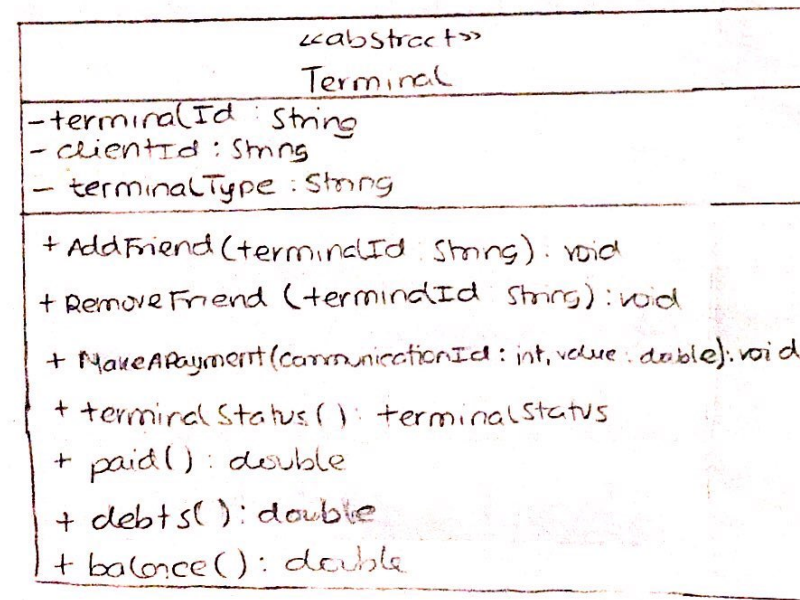 <<abstract>>
Terminal
- terminalId : String
- clientId : String
- terminalType : String
+ AddFriend (terminalId : String) : void
+ RemoveFriend (terminalId : String) : void
+ MakeAPayment (communicationId : int, value : double) : void
+ terminalStatus() : terminalStatus
+ paid() : double
+ debts() : double
+ balance() : double